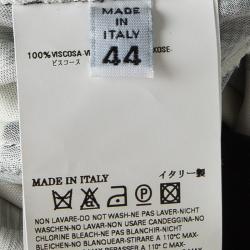 MADE
IN
ITALY
44
100%VISCOSA-VI KOSE-
ビスコース
MADE IN ITALY イタリー製
NON LAVARE-DO NOT WASH-NE PAS LAVER-NICHT
WASCHEN-NO LAVAR-NON USARE CANDEGGINA-NO
CHLORINE BLEACH-NE PAS BLANCHIR-NICHT
BLEICHEN-NO BLANQUEAR-STIRARE A 110°C MAX-